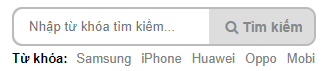 Nhập từ khóa tìm kiếm... Tìm kiếm
Từ khóa: Samsung iPhone Huawei Oppo Mobi